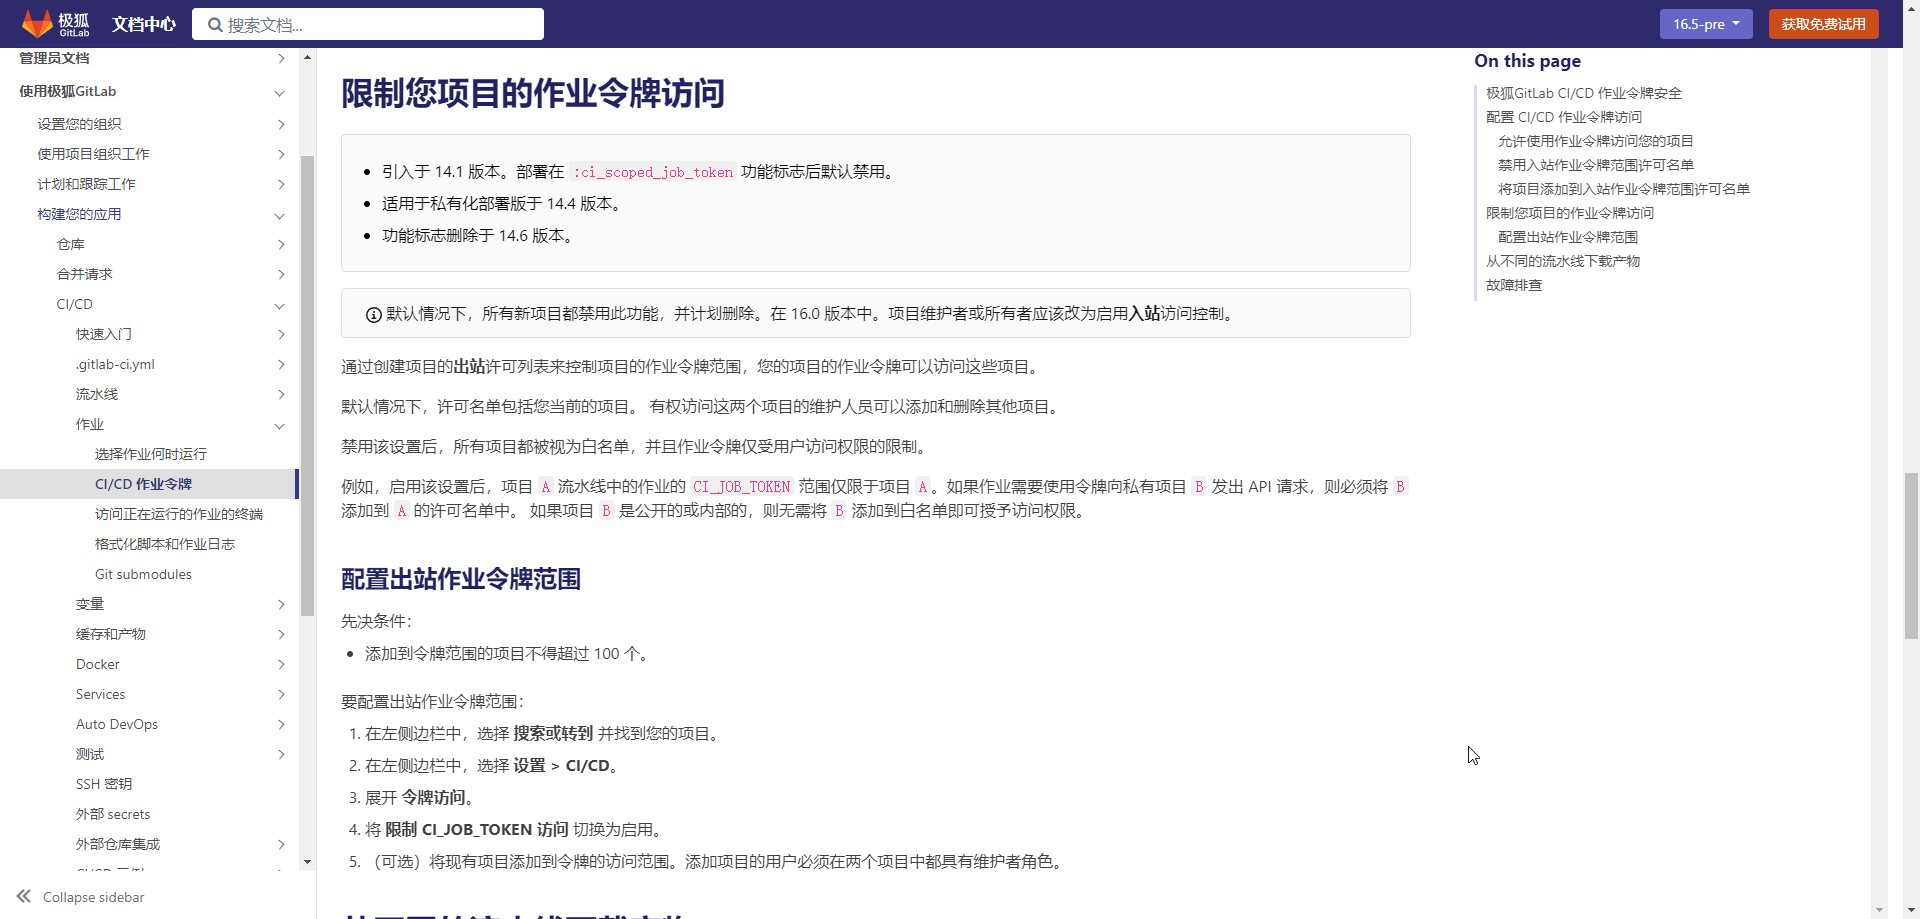 极狐
GitLab
文档中心
搜索文档...
16.5-pre
获取免费试用
管理员文档
使用极狐GitLab
设置您的组织
使用项目组织工作
计划和跟踪工作
构建您的应用
仓库
合并请求
CI/CD
快速入门
.gitlab-ci.yml
流水线
作业
选择作业何时运行
CI/CD 作业令牌
访问正在运行的作业的终端
格式化脚本和作业日志
Git submodules
变量
缓存和产物
Docker
Services
Auto DevOps
测试
SSH 密钥
外部 secrets
外部仓库集成
Collapse sidebar
限制您项目的作业令牌访问
引入于 14.1 版本。部署在 :ci_scoped_job_token 功能标志后默认禁用。
适用于私有化部署版于 14.4 版本。
功能标志删除于 14.6 版本。
默认情况下，所有新项目都禁用此功能，并计划删除。在 16.0 版本中。项目维护者或所有者应该改为启用入站访问控制。
通过创建项目的出站许可列表来控制项目的作业令牌范围，您的项目的作业令牌可以访问这些项目。
默认情况下，许可名单包括您当前的项目。 有权访问这两个项目的维护人员可以添加和删除其他项目。
禁用该设置后，所有项目都被视为白名单，并且作业令牌仅受用户访问权限的限制。
例如，启用该设置后，项目 A 流水线中的作业的 CI_JOB_TOKEN 范围仅限于项目 A。如果作业需要使用令牌向私有项目 B 发出 API 请求，则必须将 B
添加到 A 的许可名单中。 如果项目 B 是公开的或内部的，则无需将 B 添加到白名单即可授予访问权限。
配置出站作业令牌范围
先决条件：
添加到令牌范围的项目不得超过 100 个。
要配置出站作业令牌范围：
1. 在左侧边栏中，选择 搜索或转到 并找到您的项目。
2. 在左侧边栏中，选择 设置 > CI/CD。
3. 展开 令牌访问。
4. 将 限制 CI_JOB_TOKEN 访问 切换为启用。
5. （可选）将现有项目添加到令牌的访问范围。添加项目的用户必须在两个项目中都具有维护者角色。
On this page
极狐GitLab CI/CD 作业令牌安全
配置 CI/CD 作业令牌访问
允许使用作业令牌访问您的项目
禁用入站作业令牌范围许可名单
将项目添加到入站作业令牌范围许可名单
限制您项目的作业令牌访问
配置出站作业令牌范围
从不同的流水线下载产物
故障排查